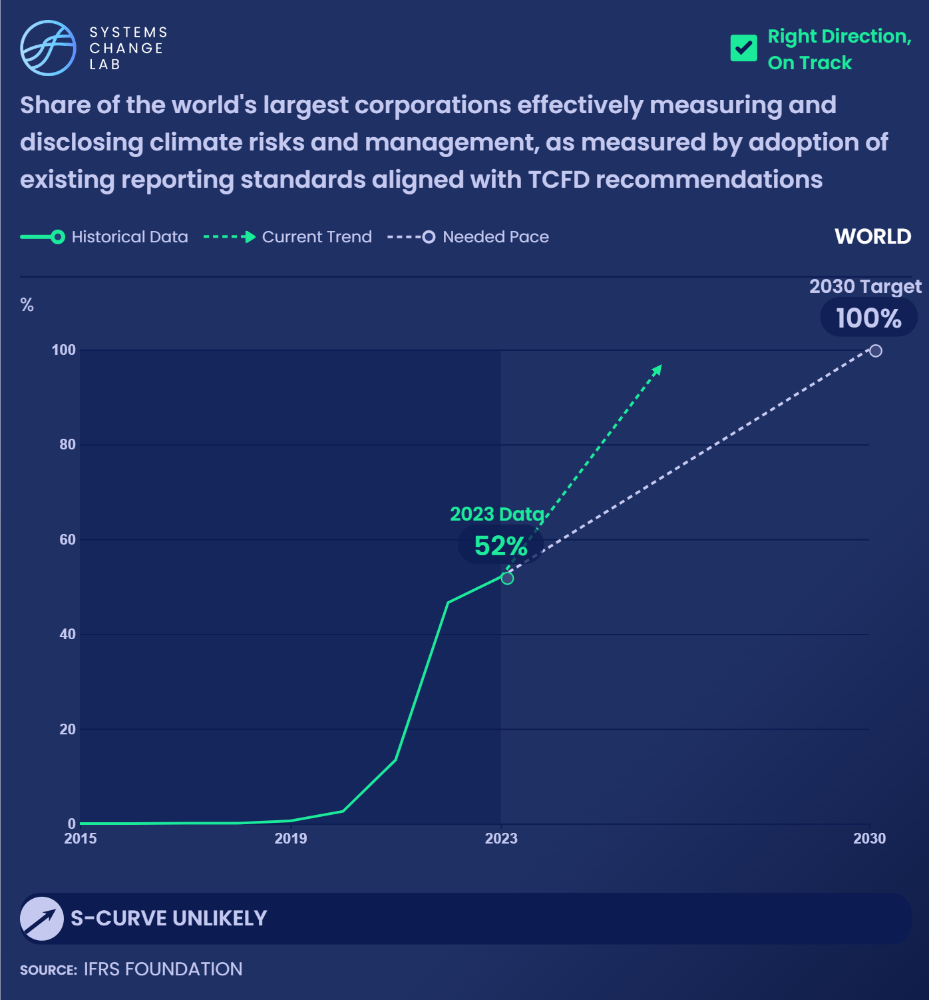 SYSTEMS
CHANGE
LAB
Right Direction,
On Track
Share of the world's largest corporations effectively measuring and
disclosing climate risks and management, as measured by adoption of
existing reporting standards aligned with TCFD recommendations
Historical Data Current Trend Needed Pace WORLD
2030 Target
%
100%
100
80
2023 Data
60
52%
40
20
0
2015 2019 2023 2030
S-CURVE UNLIKELY
SOURCE: IFRS FOUNDATION